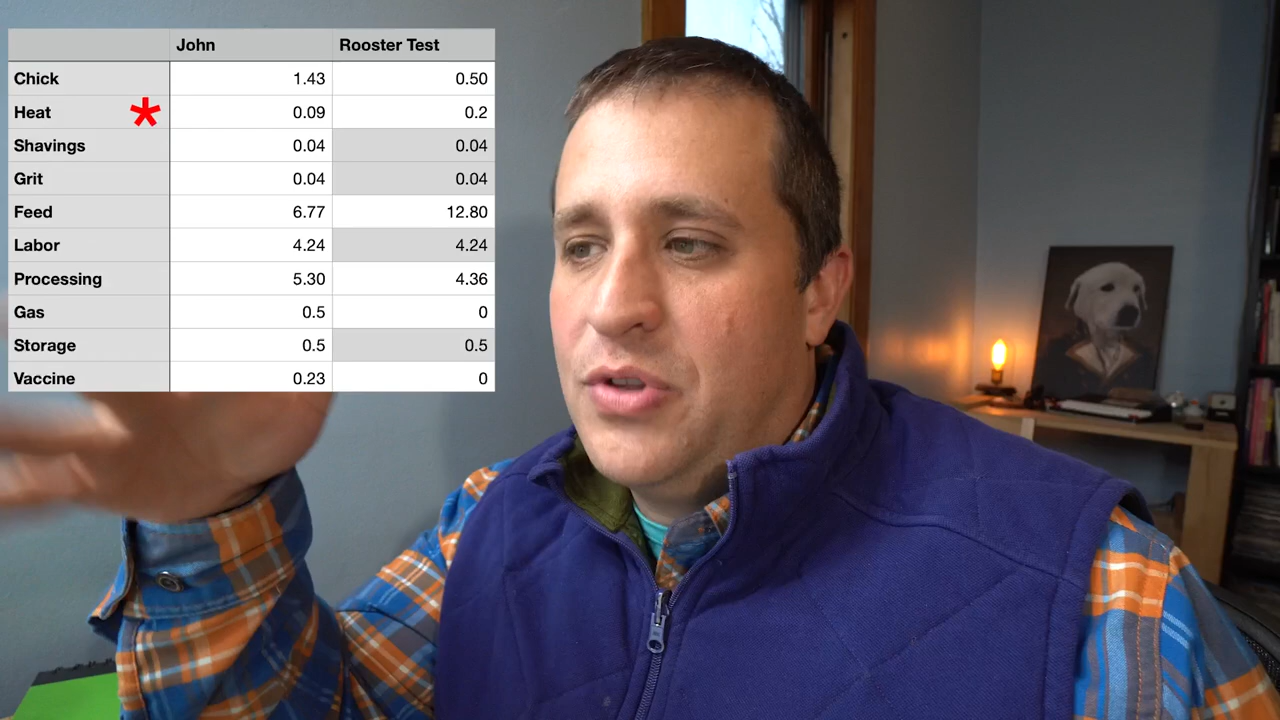 John Rooster Test
Chick 1.43 0.50
Heat * 0.09 0.2
Shavings 0.04 0.04
Grit 0.04 0.04
Feed 6.77 12.80
Labor 4.24 4.24
Processing 5.30 4.36
Gas 0.5 0
Storage 0.5 0.5
Vaccine 0.23 0